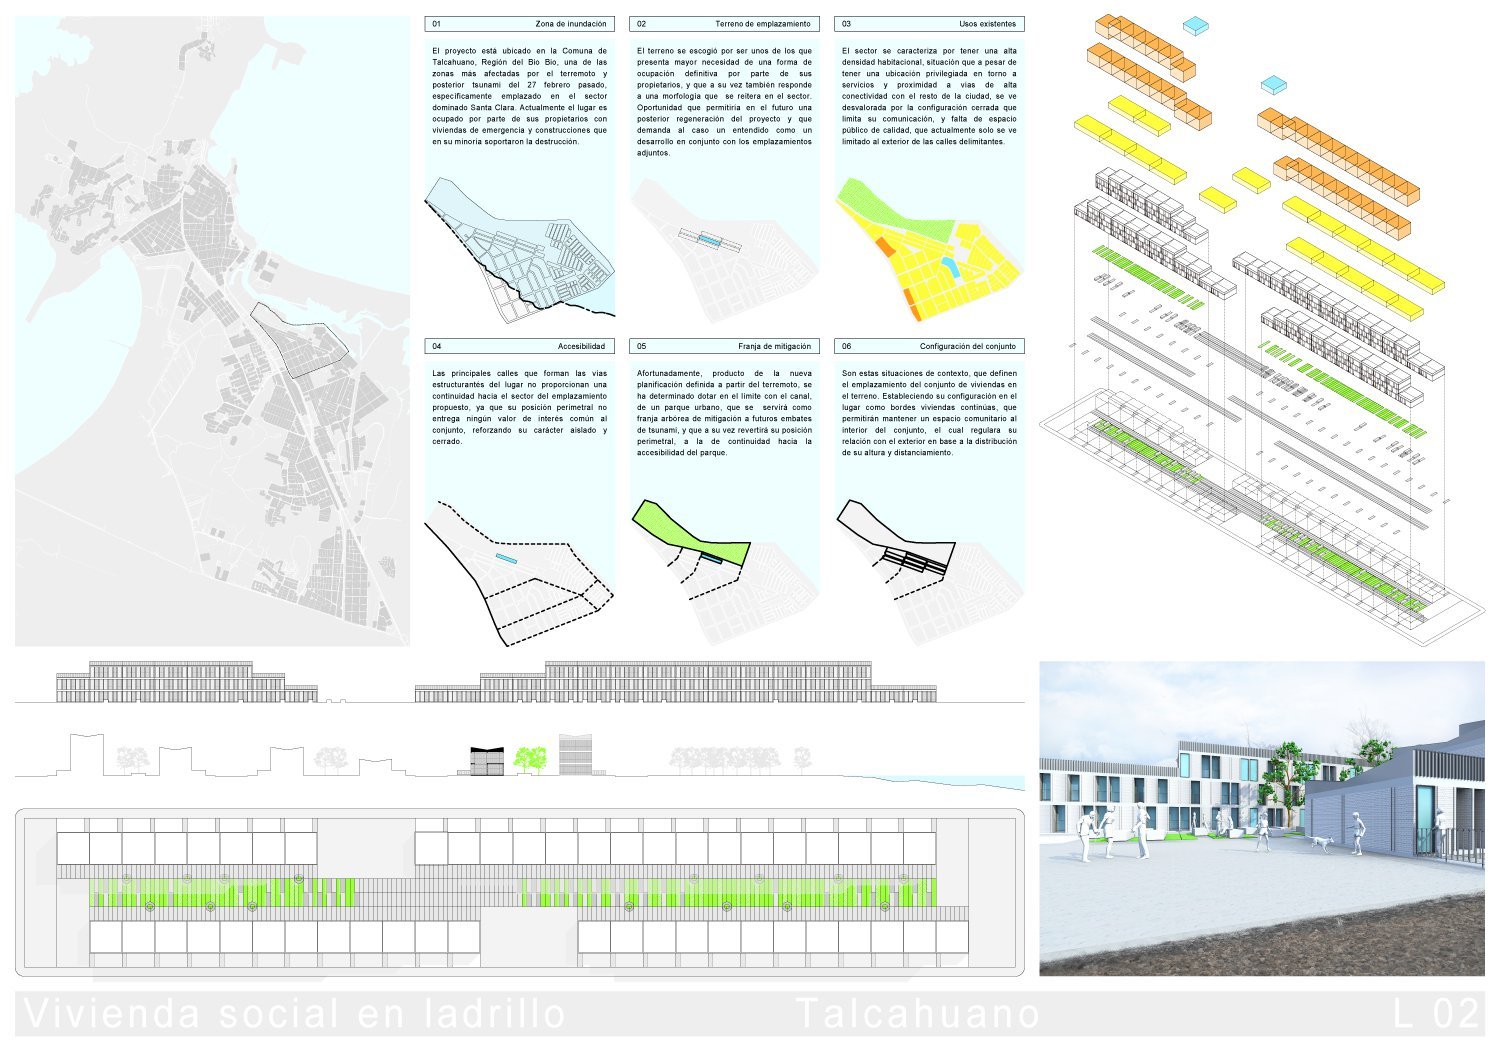 01 Zona de inundación
El proyecto está ubicado en la Comuna de
Talcahuano, Región del Bio Bio, una de las
zonas más afectadas por el terremoto y
posterior tsunami del 27 febrero pasado,
específicamente emplazado en el sector
dominado Santa Clara. Actualmente el lugar es
ocupado por parte de sus propietarios con
viviendas de emergencia y construcciones que
en su minoría soportaron la destrucción.
02 Terreno de emplazamiento
El terreno se escogió por ser unos de los que
presenta mayor necesidad de una forma de
ocupación definitiva por parte de sus
propietarios, y que a su vez también responde
a una morfología que se reitera en el sector.
Oportunidad que permitiria en el futuro una
posterior regeneración del proyecto y que
demanda al caso un entendido como un
desarrollo en conjunto con los emplazamientos
adjuntos.
03 Usos existentes
El sector se caracteriza por tener una alta
densidad habitacional, situación que a pesar de
tener una ubicación privilegiada en torno a
servicios y proximidad a vias de alta
conectividad con el resto de la ciudad, se ve
desvalorada por la configuración cerrada que
limita su comunicación, y falta de espacio
público de calidad, que actualmente solo se ve
limitado al exterior de las calles delimitantes.
04 Accesibilidad
Las principales calles que forman las vías
estructurantés del lugar no proporcionan una
continuidad hacia el sector del emplazamiento
propuesto, ya que su posición perimetral no
entrega ningún valor de interés común al
conjunto, reforzando su carácter aislado y
cerrado.
05 Franja de mitigación
Afortunadamente, producto de la nueva
planificación definida a partir del terremoto, se
ha determinado dotar en el límite con el canal,
de un parque urbano, que se servirá como
franja arbórea de mitigación a futuros embates
de tsunami, y que a su vez revertirá su posición
perimetral, a la de continuidad hacia la
accesibilidad del parque.
06 Configuración del conjunto
Son estas situaciones de contexto, que definen
el emplazamiento del conjunto de viviendas en
el terreno. Estableciendo su configuración en el
lugar como bordes viviendas continúas, que
permitirán mantener un espacio comunitario al
interior del conjunto, el cual regulara su
relación con el exterior en base a la distribución
de su altura y distanciamiento.
Vivienda social en ladrillo Talcahuano L 02